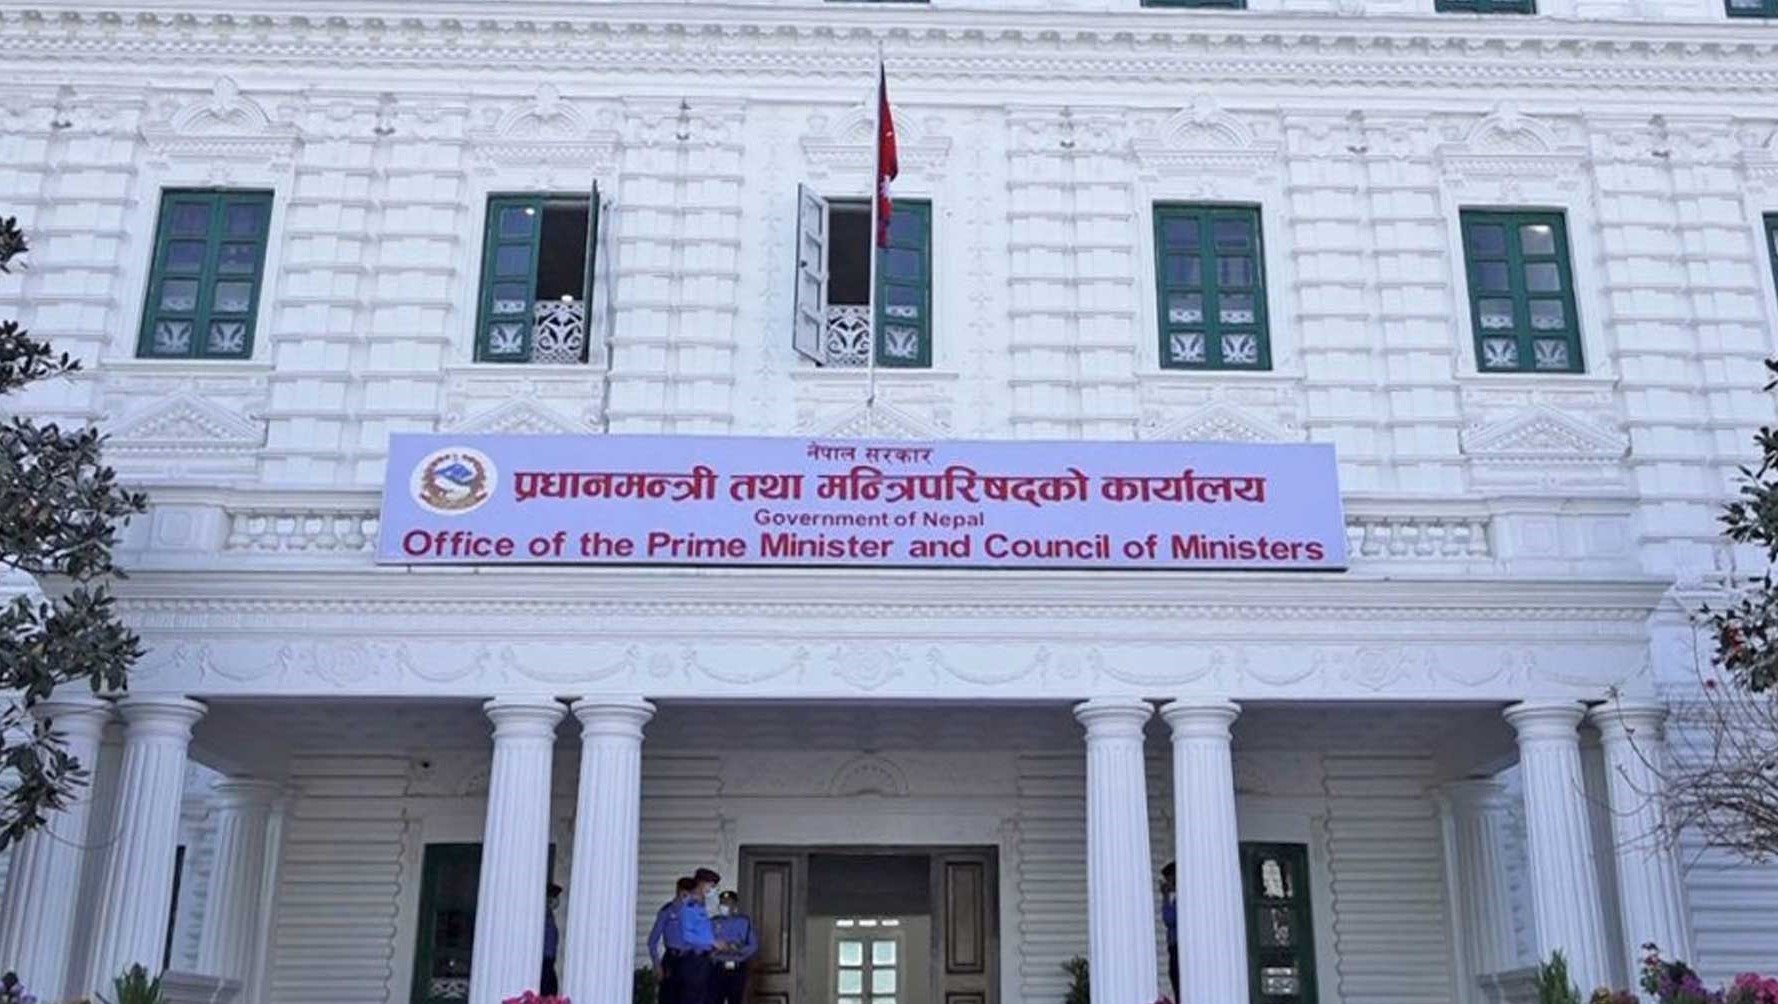 नेपाल सरकार
प्रधानमन्त्री तथा मन्त्रिपरिषद्को कार्यालय
Government of Nepal
Office of the Prime Minister and Council of Ministers